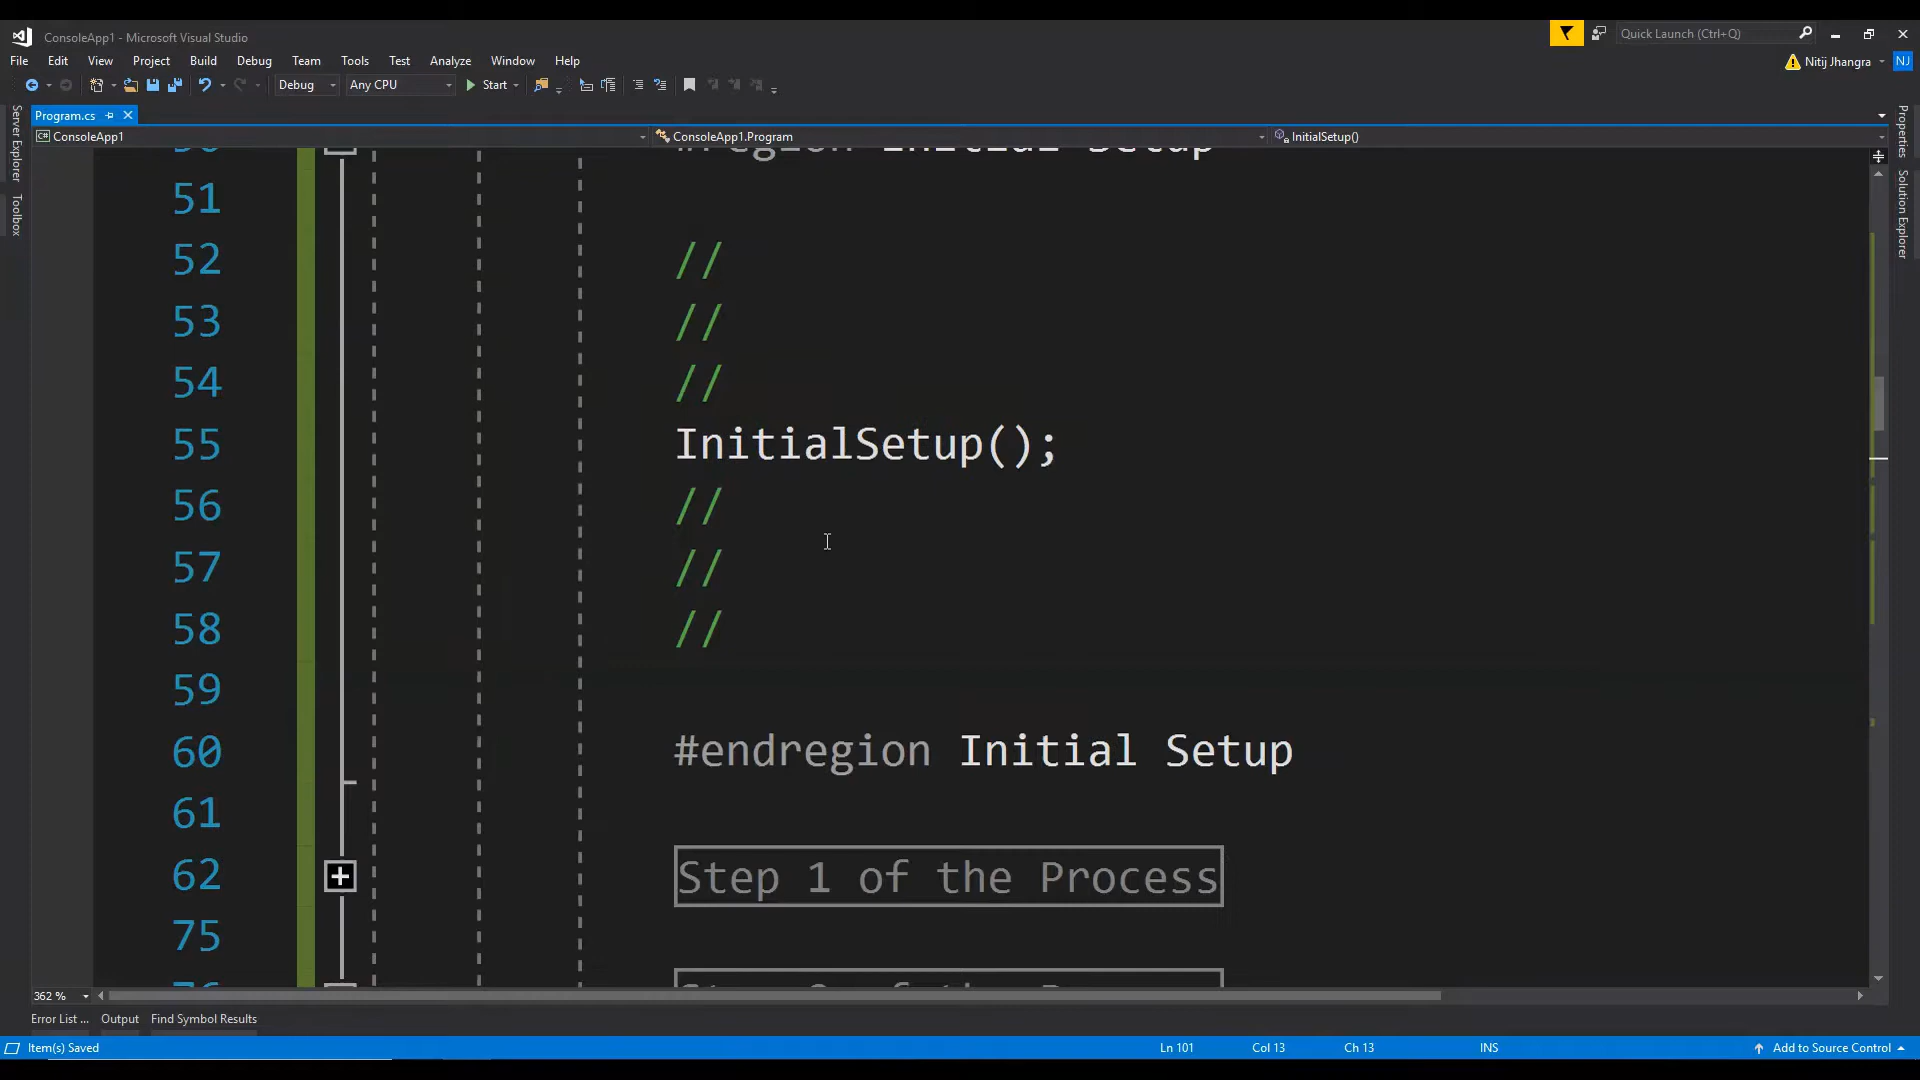 ConsoleApp1 - Microsoft Visual Studio
Quick Launch (Ctrl+Q)
File Edit View Project Build Debug Team Tools Test Analyze Window Help
Nitij Jhangra NJ
Debug Any CPU Start
Program.cs
ConsoleApp1 ConsoleApp1.Program InitialSetup()
Server Explorer
Toolbox
Properties
Solution Explorer
50 #region Initial Setup
51
52 //
53 //
54 //
55 InitialSetup();
56 //
57 //
58 //
59
60 #endregion Initial Setup
61
62 Step 1 of the Process
75
76 Step 2 of the Process
362 %
Error List ... Output Find Symbol Results
Item(s) Saved Ln 101 Col 13 Ch 13 INS Add to Source Control